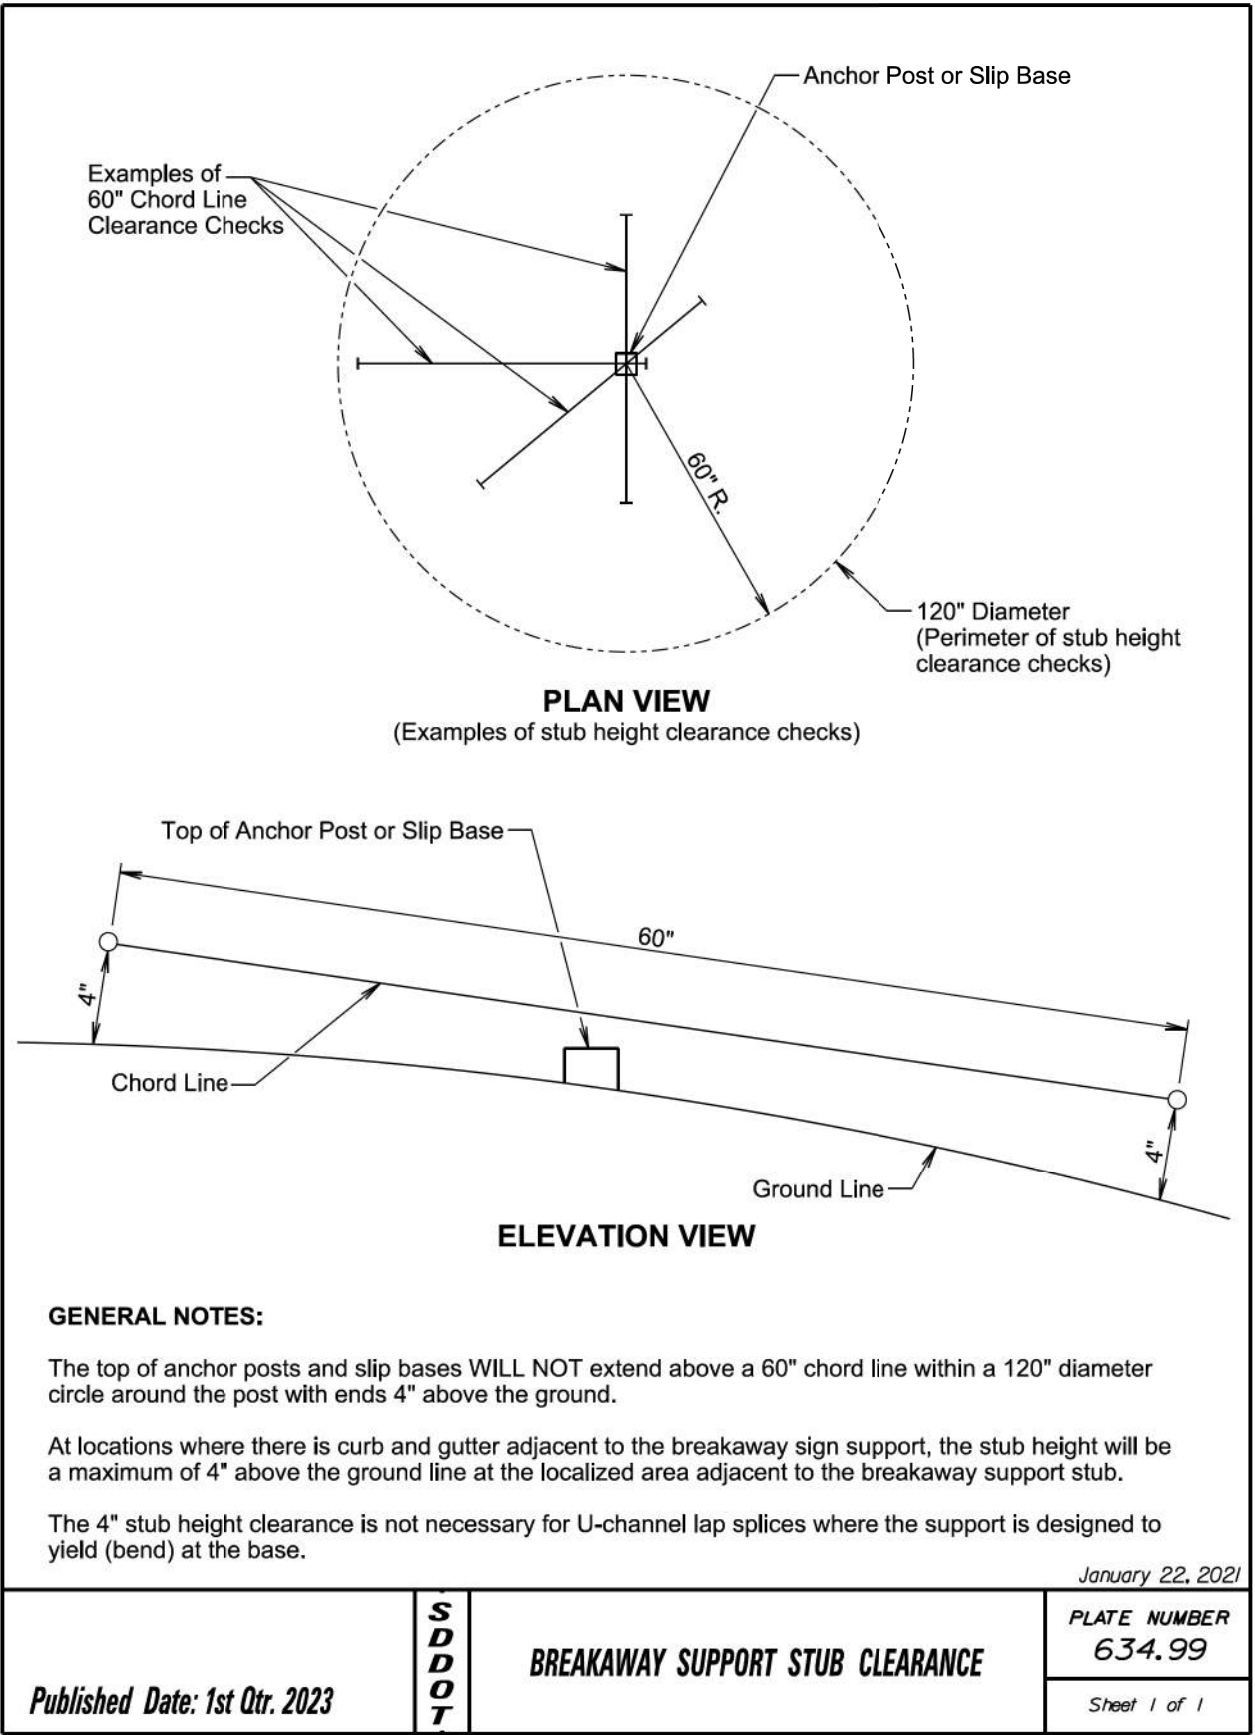 Anchor Post or Slip Base
Examples of
60" Chord Line
Clearance Checks
60" R.
120" Diameter
(Perimeter of stub height
clearance checks)
PLAN VIEW
(Examples of stub height clearance checks)
Top of Anchor Post or Slip Base
60"
4"
Chord Line
4"
Ground Line
ELEVATION VIEW
GENERAL NOTES:
The top of anchor posts and slip bases WILL NOT extend above a 60" chord line within a 120" diameter
circle around the post with ends 4" above the ground.
At locations where there is curb and gutter adjacent to the breakaway sign support, the stub height will be
a maximum of 4" above the ground line at the localized area adjacent to the breakaway support stub.
The 4" stub height clearance is not necessary for U-channel lap splices where the support is designed to
yield (bend) at the base.
January 22, 2021
Published Date: 1st Qtr. 2023
S
D
D
O
T
BREAKAWAY SUPPORT STUB CLEARANCE
PLATE NUMBER
634.99
Sheet 1 of 1